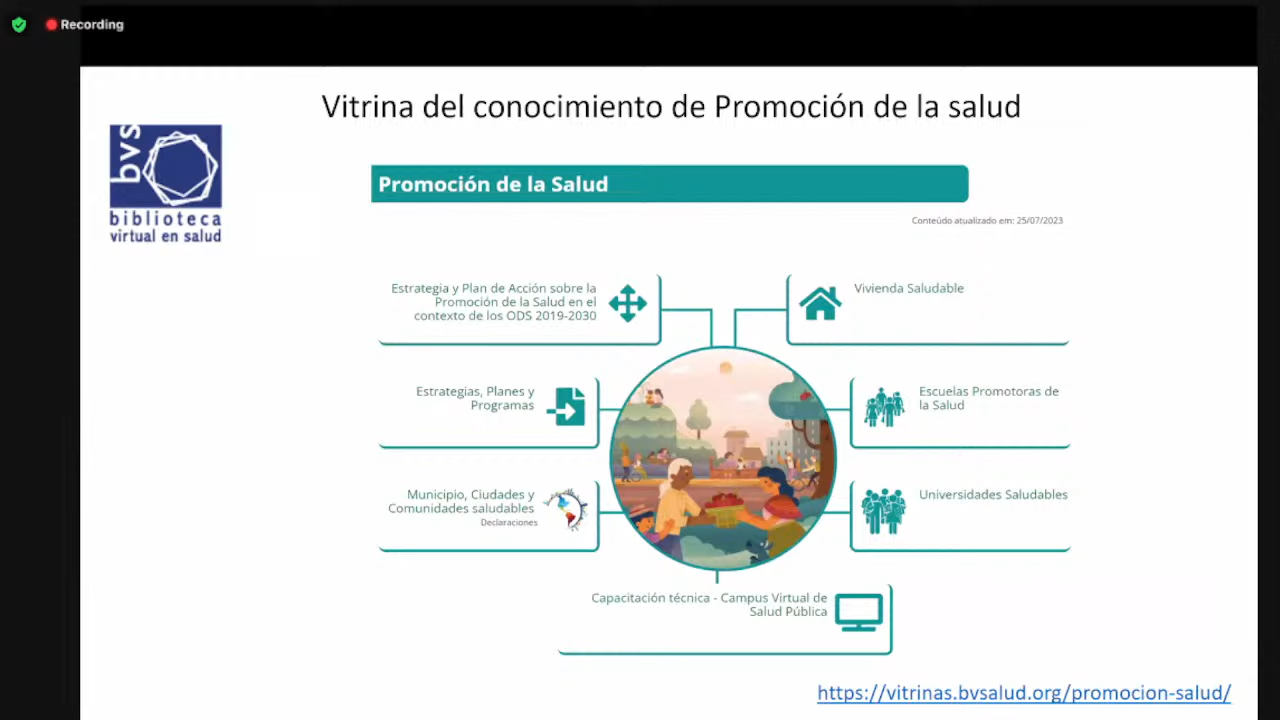 Recording
Vitrina del conocimiento de Promoción de la salud
bvs
biblioteca
virtual en salud
Promoción de la Salud
Conteúdo atualizado em: 25/07/2023
Estrategia y Plan de Acción sobre la
Promoción de la Salud en el
contexto de los ODS 2019-2030
Vivienda Saludable
Estrategias, Planes y
Programas
Escuelas Promotoras de
la Salud
Municipio, Ciudades y
Comunidades saludables
Declaraciones
Universidades Saludables
Capacitación técnica - Campus Virtual de
Salud Pública
https://vitrinas.bvsalud.org/promocion-salud/